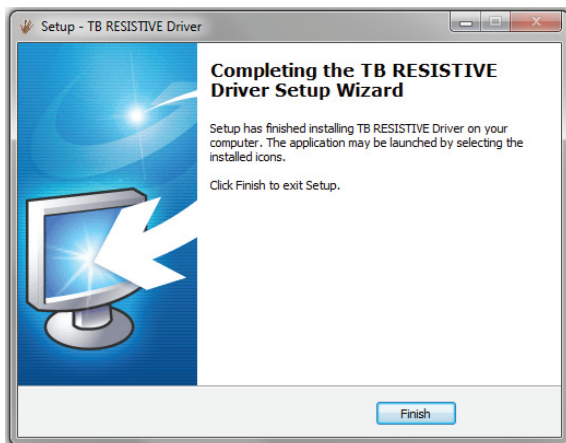 Setup - TB RESISTIVE Driver
Completing the TB RESISTIVE
Driver Setup Wizard
Setup has finished installing TB RESISTIVE Driver on your
computer. The application may be launched by selecting the
installed icons.
Click Finish to exit Setup.
Finish